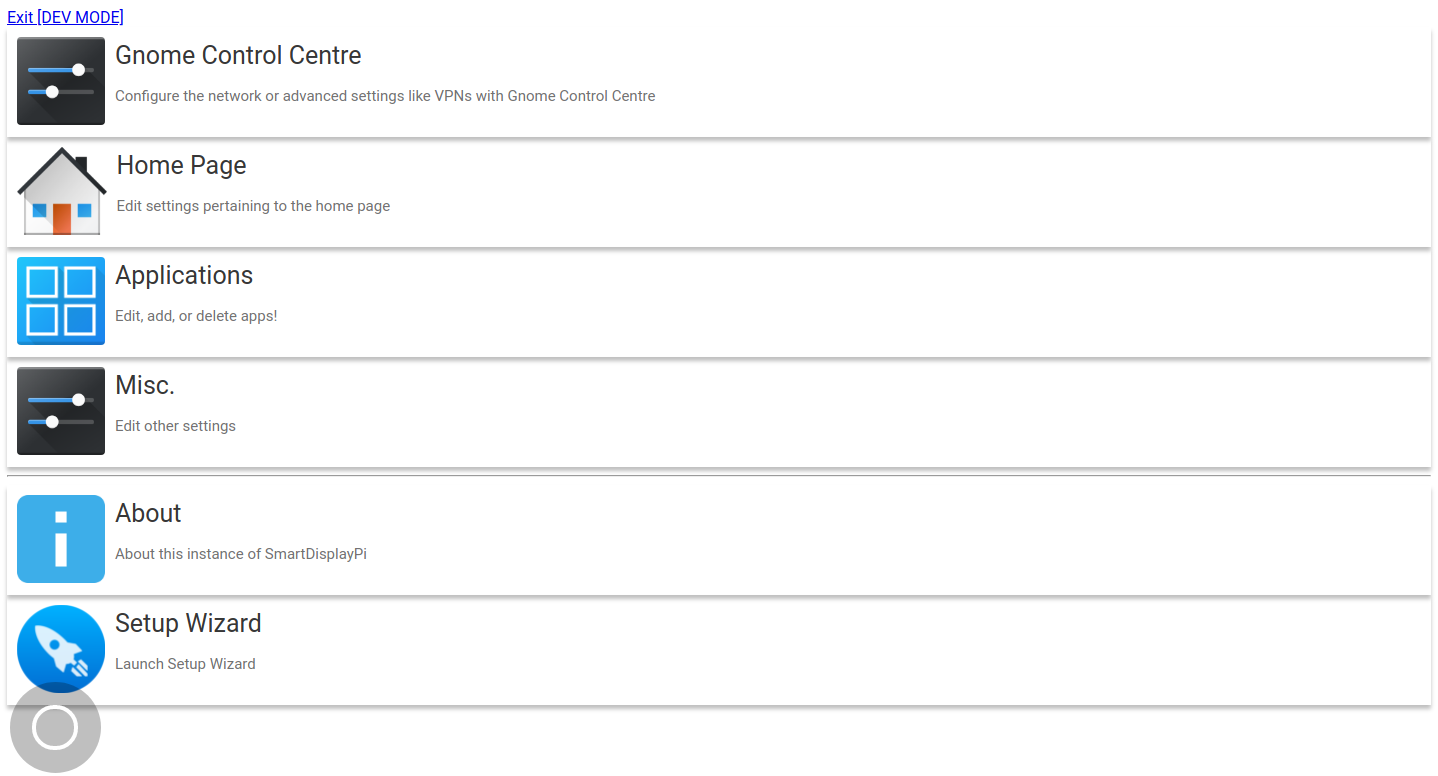 Exit [DEV MODE]
Gnome Control Centre
Configure the network or advanced settings like VPNs with Gnome Control Centre
Home Page
Edit settings pertaining to the home page
Applications
Edit, add, or delete apps!
Misc.
Edit other settings
About
About this instance of SmartDisplayPi
Setup Wizard
Launch Setup Wizard